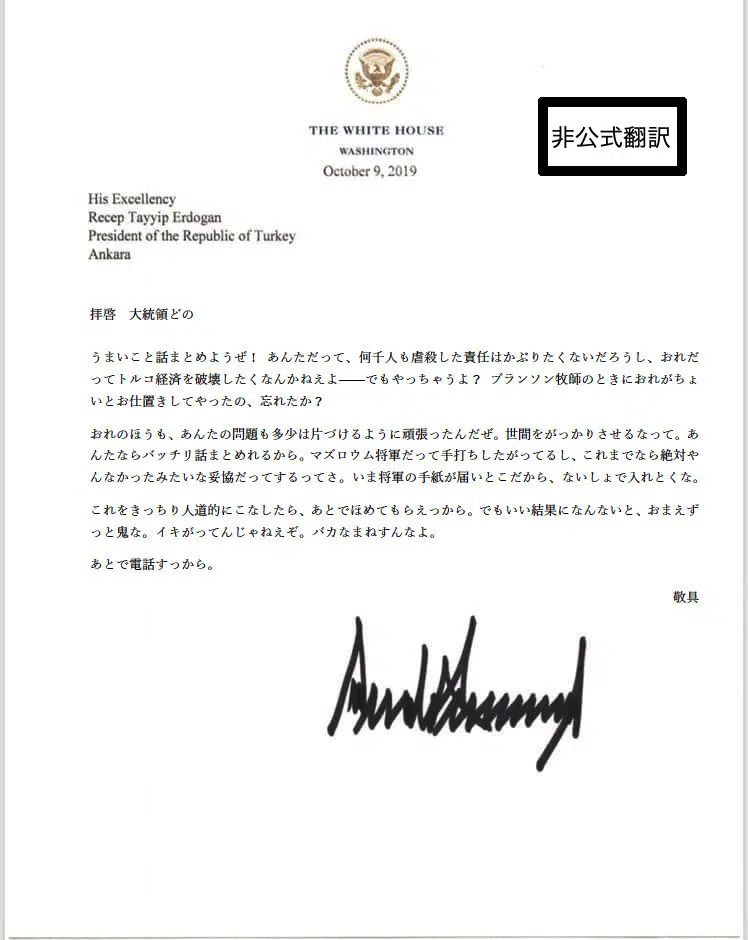 THE WHITE HOUSE
WASHINGTON
October 9, 2019
非公式翻訳
His Excellency
Recep Tayyip Erdogan
President of the Republic of Turkey
Ankara
拝啓　大統領どの
うまいこと話まとめようぜ！ あんただって、何千人も虐殺した責任はかぶりたくないだろうし、おれだ
ってトルコ経済を破壊したくなんかねえよ――でもやっちゃうよ？ ブランソン牧師のときにおれがちょ
いとお仕置きしてやったの、忘れたか？
おれのほうも、あんたの問題も多少は片づけるように頑張ったんだぜ。世間をがっかりさせるなって。あ
んたならバッチリ話まとめれるから。マズロウム将軍だって手打ちしたがってるし、これまでなら絶対や
んなかったみたいな妥協だってするってさ。いま将軍の手紙が届いとこだから、ないしょで入れとくな。
これをきっちり人道的にこなしたら、あとでほめてもらえっから。でもいい結果になんないと、おまえず
っと鬼な。イキがってんじゃねえぞ。バカなまねすんなよ。
あとで電話すっから。
敬具